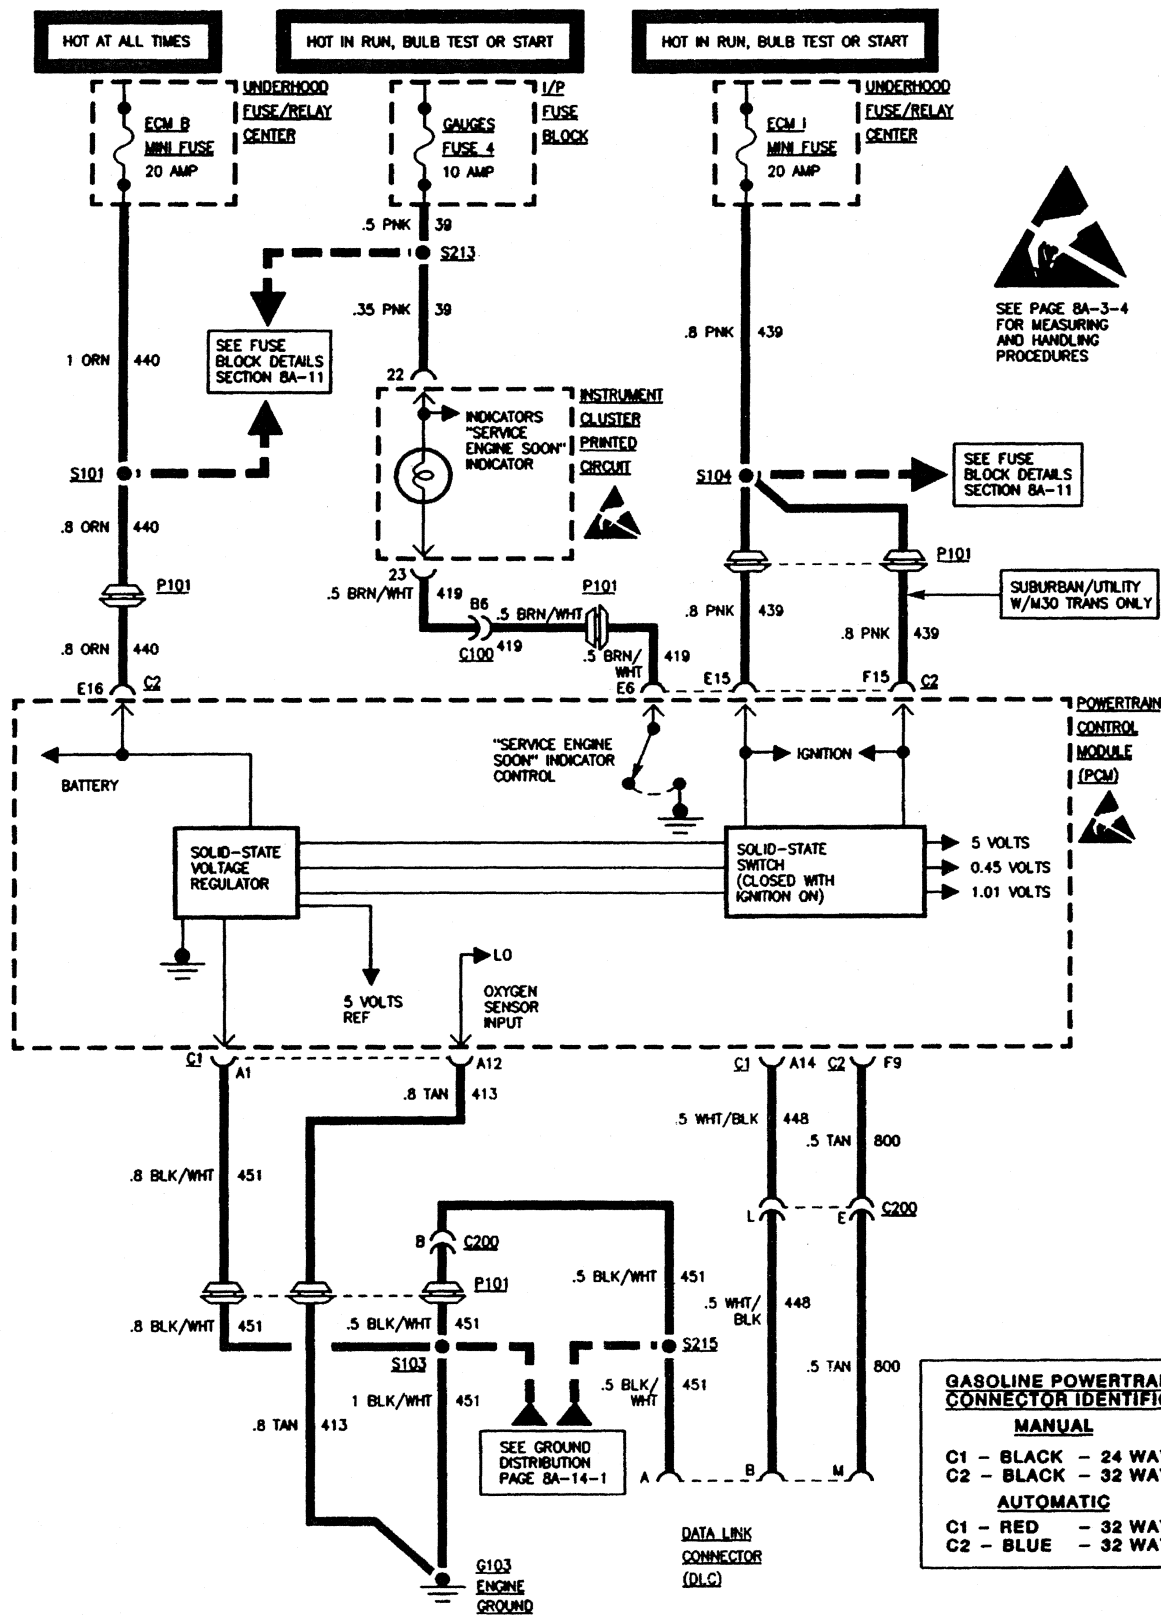 HOT AT ALL TIMES
HOT IN RUN, BULB TEST OR START
HOT IN RUN, BULB TEST OR START
ECM B
MINI FUSE
20 AMP
UNDERHOOD
FUSE/RELAY
CENTER
GAUGES
FUSE 4
10 AMP
I/P
FUSE
BLOCK
ECM I
MINI FUSE
20 AMP
UNDERHOOD
FUSE/RELAY
CENTER
.5 PNK 39
S213
.35 PNK 39
SEE PAGE 8A-3-4
FOR MEASURING
AND HANDLING
PROCEDURES
.8 PNK 439
1 ORN 440
SEE FUSE
BLOCK DETAILS
SECTION 8A-11
22
INDICATORS
"SERVICE
ENGINE SOON"
INDICATOR
INSTRUMENT
CLUSTER
PRINTED
CIRCUIT
S101
S104
SEE FUSE
BLOCK DETAILS
SECTION 8A-11
.8 ORN 440
P101
P101
SUBURBAN/UTILITY
W/M30 TRANS ONLY
23
.5 BRN/WHT 419
B6
C100
.5 BRN/WHT
419
P101
.5 BRN/
WHT
419
.8 PNK 439
.8 PNK 439
.8 ORN 440
E16
C2
E6
E15
F15
C2
POWERTRAIN
CONTROL
MODULE
(PCM)
BATTERY
"SERVICE ENGINE
SOON" INDICATOR
CONTROL
IGNITION
SOLID-STATE
VOLTAGE
REGULATOR
SOLID-STATE
SWITCH
(CLOSED WITH
IGNITION ON)
5 VOLTS
0.45 VOLTS
1.01 VOLTS
5 VOLTS
REF
LO
OXYGEN
SENSOR
INPUT
C1
A1
A12
C1
A14
C2
F9
.8 TAN 413
.5 WHT/BLK 448
.5 TAN 800
.8 BLK/WHT 451
B
C200
L
E
C200
P101
.5 BLK/WHT 451
.5 WHT/
BLK
448
.8 BLK/WHT 451
.5 BLK/WHT 451
S103
S215
.5 TAN 800
1 BLK/WHT 451
.5 BLK/
WHT
451
.8 TAN 413
SEE GROUND
DISTRIBUTION
PAGE 8A-14-1
A
B
M
DATA LINK
CONNECTOR
(DLC)
G103
ENGINE
GROUND
GASOLINE POWERTRA
CONNECTOR IDENTIFI
MANUAL
C1 - BLACK - 24 WA
C2 - BLACK - 32 WA
AUTOMATIC
C1 - RED - 32 WA
C2 - BLUE - 32 WA